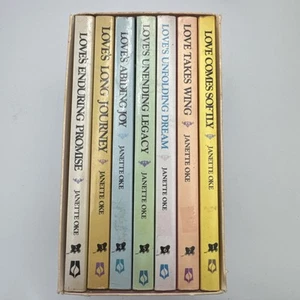 LOVE'S ENDURING PROMISE
JANETTE OKE
LOVE'S LONG JOURNEY
JANETTE OKE
LOVE'S ABIDING JOY
JANETTE OKE
LOVE'S UNENDING LEGACY
JANETTE OKE
LOVE'S UNFOLDING DREAM
JANETTE OKE
LOVE TAKES WING
JANETTE OKE
LOVE COMES SOFTLY
JANETTE OKE